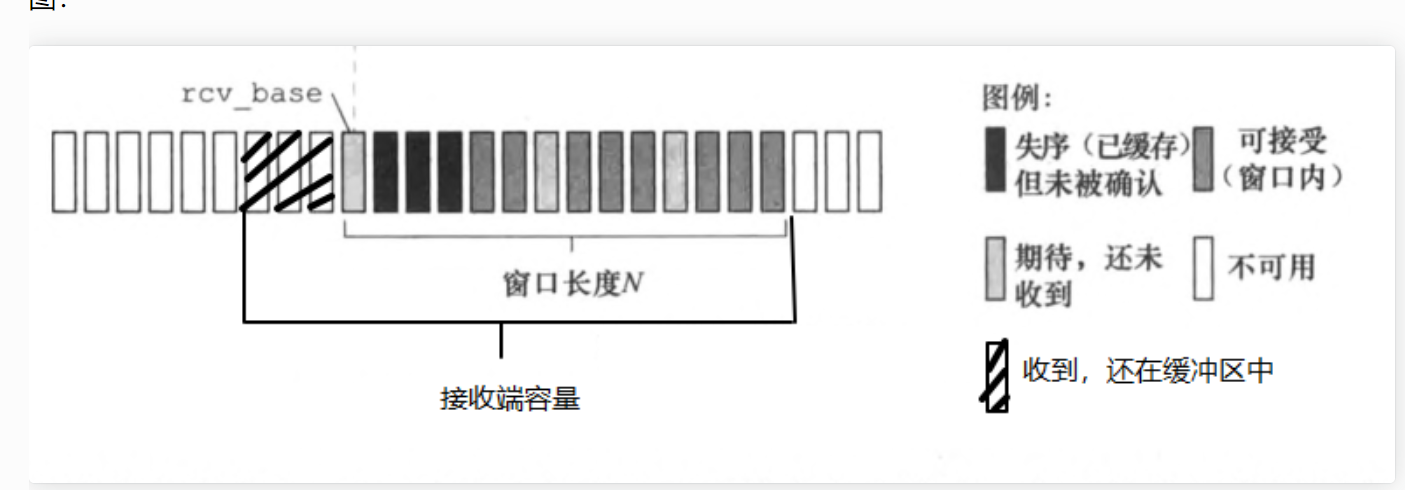 图：
rcv_base
窗口长度N
接收端容量
图例：
失序（已缓存）
但未被确认
可接受
（窗口内）
期待，还未
收到
不可用
收到，还在缓冲区中